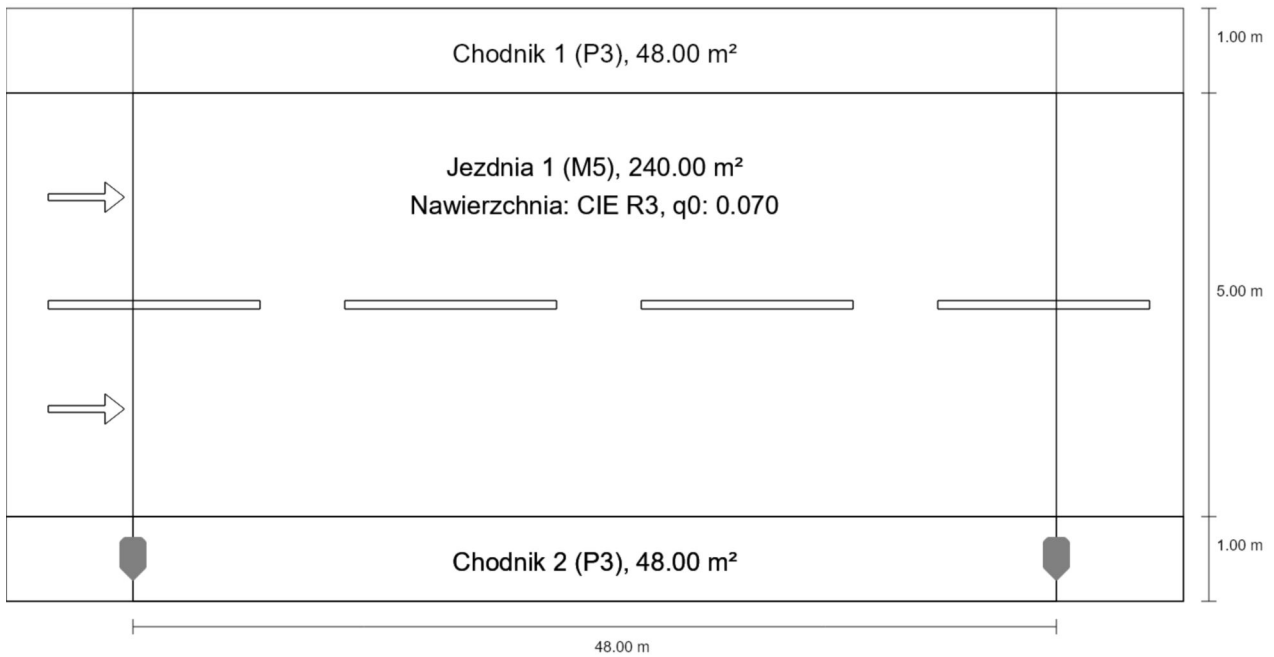 Chodnik 1 (P3), 48.00 m²
1.00 m
Jezdnia 1 (M5), 240.00 m²
Nawierzchnia: CIE R3, q0: 0.070
5.00 m
Chodnik 2 (P3), 48.00 m²
1.00 m
48.00 m